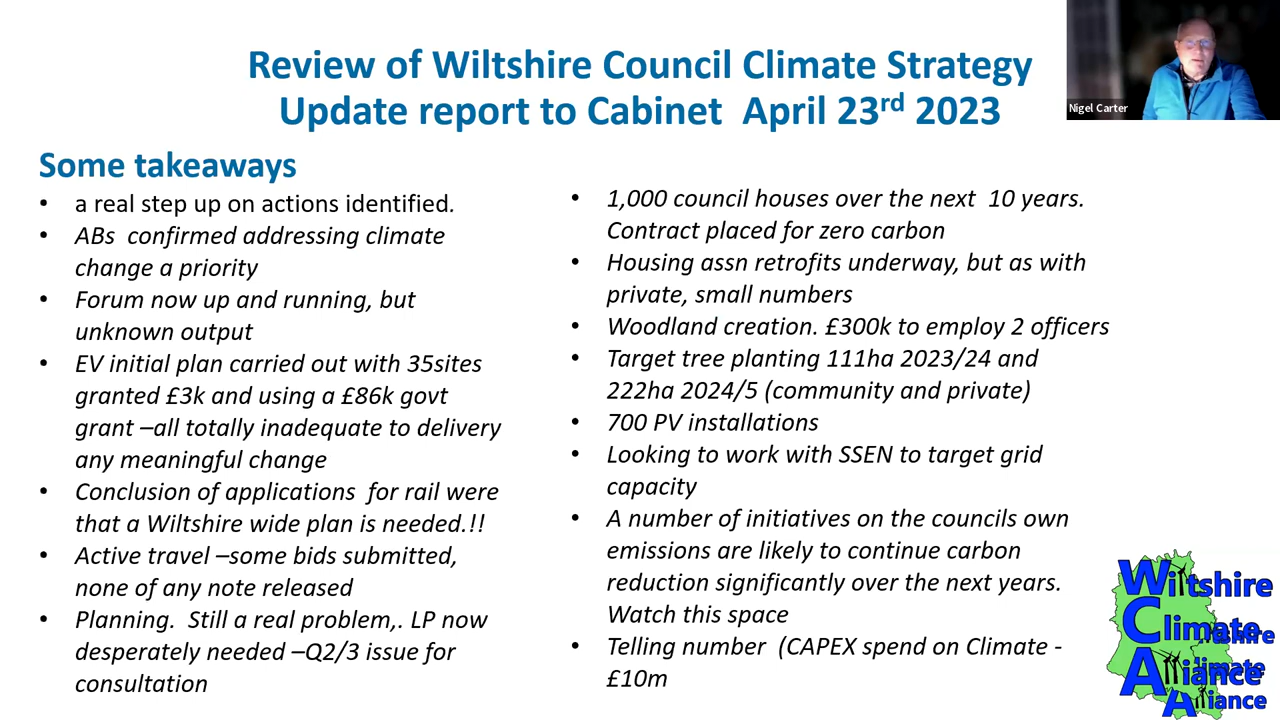 Review of Wiltshire Council Climate Strategy
Update report to Cabinet  April 23rd 2023
Nigel Carter
Some takeaways
• a real step up on actions identified.
• ABs  confirmed addressing climate
change a priority
• Forum now up and running, but
unknown output
• EV initial plan carried out with 35sites
granted £3k and using a £86k govt
grant –all totally inadequate to delivery
any meaningful change
• Conclusion of applications  for rail were
that a Wiltshire wide plan is needed.!!
• Active travel –some bids submitted,
none of any note released
• Planning.  Still a real problem,. LP now
desperately needed –Q2/3 issue for
consultation
• 1,000 council houses over the next  10 years.
Contract placed for zero carbon
• Housing assn retrofits underway, but as with
private, small numbers
• Woodland creation. £300k to employ 2 officers
• Target tree planting 111ha 2023/24 and
222ha 2024/5 (community and private)
• 700 PV installations
• Looking to work with SSEN to target grid
capacity
• A number of initiatives on the councils own
emissions are likely to continue carbon
reduction significantly over the next years.
Watch this space
• Telling number  (CAPEX spend on Climate -
£10m
Wiltshire
Climate
Alliance